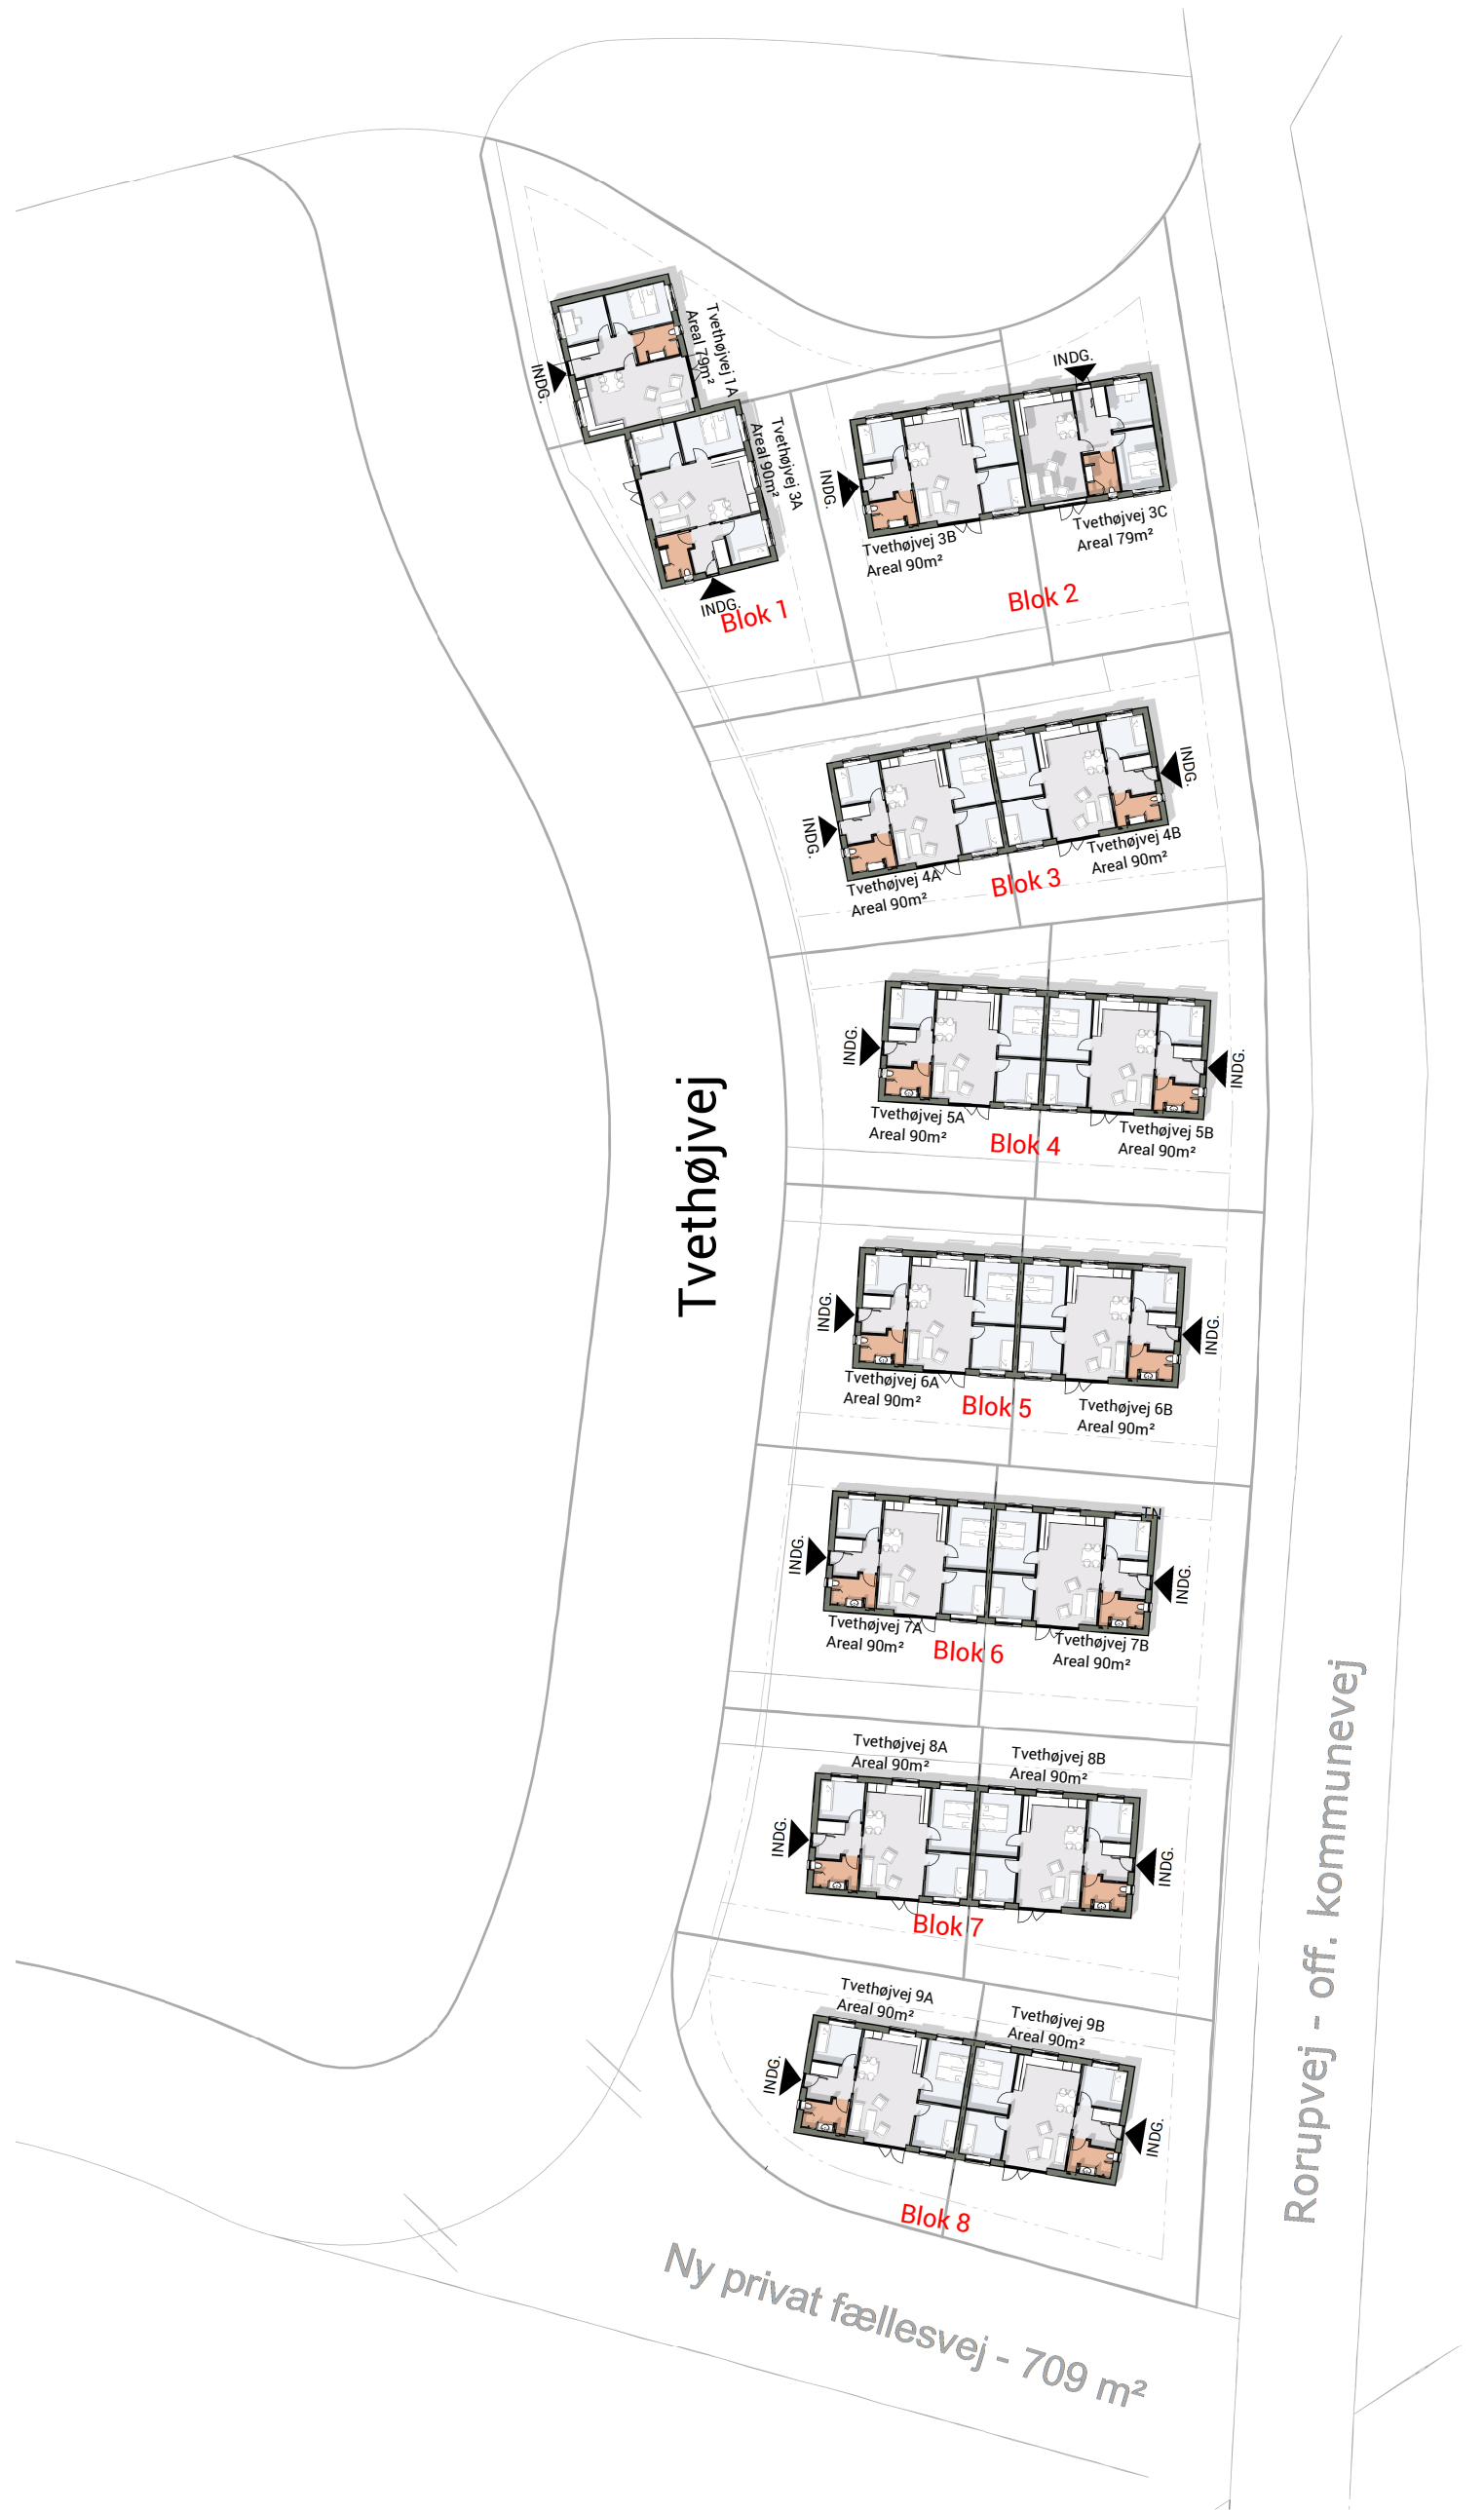 Tvethøjvej 1A
Areal 79m²
INDG.
Tvethøjvej 3A
Areal 90m²
INDG.
Blok 1
INDG.
INDG.
Tvethøjvej 3B
Areal 90m²
Tvethøjvej 3C
Areal 79m²
Blok 2
INDG.
INDG.
Tvethøjvej 4A
Areal 90m²
Tvethøjvej 4B
Areal 90m²
Blok 3
INDG.
INDG.
Tvethøjvej 5A
Areal 90m²
Tvethøjvej 5B
Areal 90m²
Blok 4
Tvethøjvej
INDG.
INDG.
Tvethøjvej 6A
Areal 90m²
Tvethøjvej 6B
Areal 90m²
Blok 5
TN
INDG.
INDG.
Tvethøjvej 7A
Areal 90m²
Tvethøjvej 7B
Areal 90m²
Blok 6
Tvethøjvej 8A
Areal 90m²
Tvethøjvej 8B
Areal 90m²
INDG.
INDG.
Blok 7
Tvethøjvej 9A
Areal 90m²
Tvethøjvej 9B
Areal 90m²
INDG.
INDG.
Blok 8
Rorupvej - off. kommunevej
Ny privat fællesvej - 709 m²